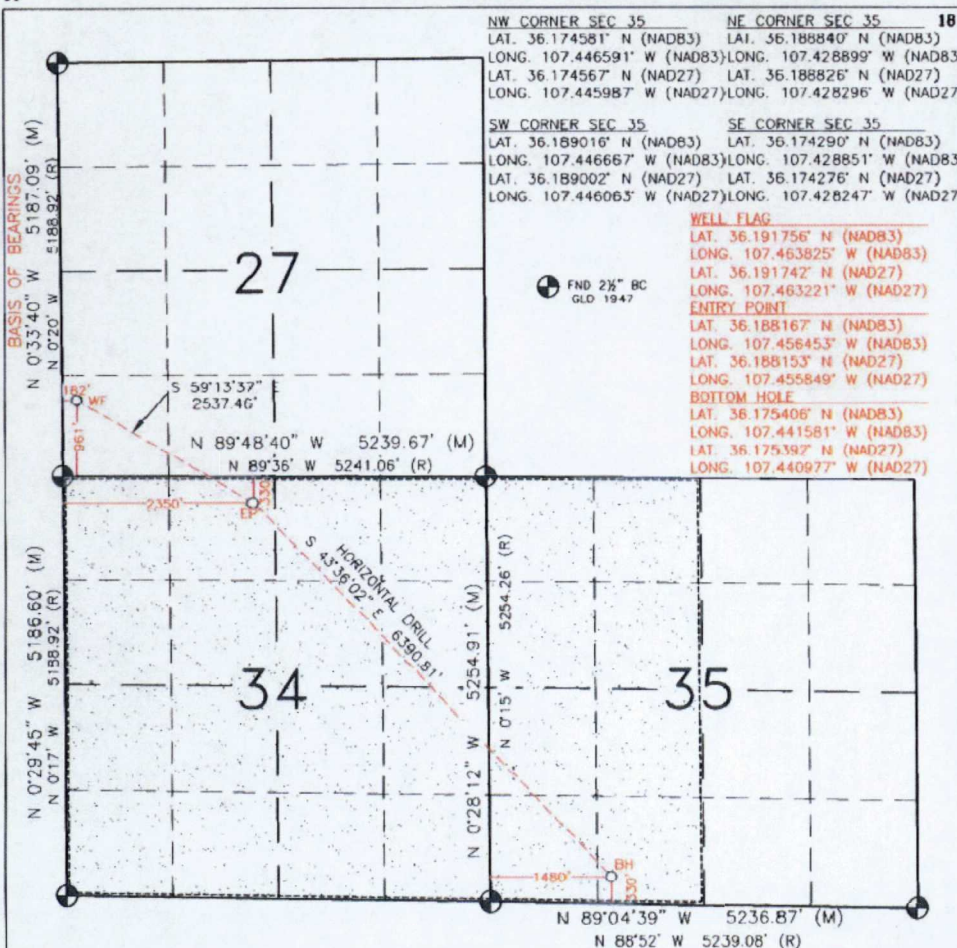 NW CORNER SEC 35
LAT. 36.174581° N (NAD83)
LONG. 107.446591° W (NAD83)
LAT. 36.174567° N (NAD27)
LONG. 107.445987° W (NAD27)
NE CORNER SEC 35
18
LAT. 36.188840° N (NAD83)
LONG. 107.428899° W (NAD83
LAT. 36.188826° N (NAD27)
LONG. 107.428296° W (NAD27
SW CORNER SEC 35
LAT. 36.189016° N (NAD83)
LONG. 107.446667° W (NAD83)
LAT. 36.189002° N (NAD27)
LONG. 107.446063° W (NAD27)
SE CORNER SEC 35
LAT. 36.174290° N (NAD83)
LONG. 107.428851° W (NAD83
LAT. 36.174276° N (NAD27)
LONG. 107.428247° W (NAD27
WELL FLAG
LAT. 36.191756° N (NAD83)
LONG. 107.463825° W (NAD83)
LAT. 36.191742° N (NAD27)
LONG. 107.463221° W (NAD27)
ENTRY POINT
LAT. 36.188167° N (NAD83)
LONG. 107.456453° W (NAD83)
LAT. 36.188153° N (NAD27)
LONG. 107.455849° W (NAD27)
BOTTOM HOLE
LAT. 36.175406° N (NAD83)
LONG. 107.441581° W (NAD83)
LAT. 36.175392° N (NAD27)
LONG. 107.440977° W (NAD27)
FND 2½" BC
GLO 1947
BASIS OF BEARINGS
N 0°33'40" W 5187.09' (M)
N 0°20' W 5188.92' (R)
27
182'
WF
961'
S 59°13'37" E
2537.46'
N 89°48'40" W 5239.67' (M)
N 89°36' W 5241.06' (R)
2350'
330'
EP
HORIZONTAL DRILL
S 43°36'02" E 6390.81'
N 0°29'45" W 5186.60' (M)
N 0°17' W 5188.92' (R)
34
N 0°28'12" W 5254.91' (M)
N 0°15' W 5254.26' (R)
35
BH
1480'
330'
N 89°04'39" W 5236.87' (M)
N 88°52' W 5239.08' (R)